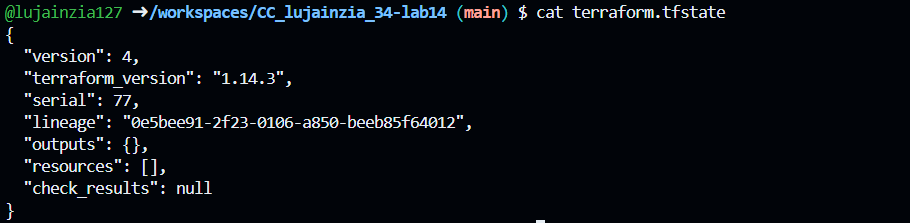 @lujainzia127 ➜/workspaces/CC_lujainzia_34-lab14 (main) $ cat terraform.tfstate
{
  "version": 4,
  "terraform_version": "1.14.3",
  "serial": 77,
  "lineage": "0e5bee91-2f23-0106-a850-beeb85f64012",
  "outputs": {},
  "resources": [],
  "check_results": null
}